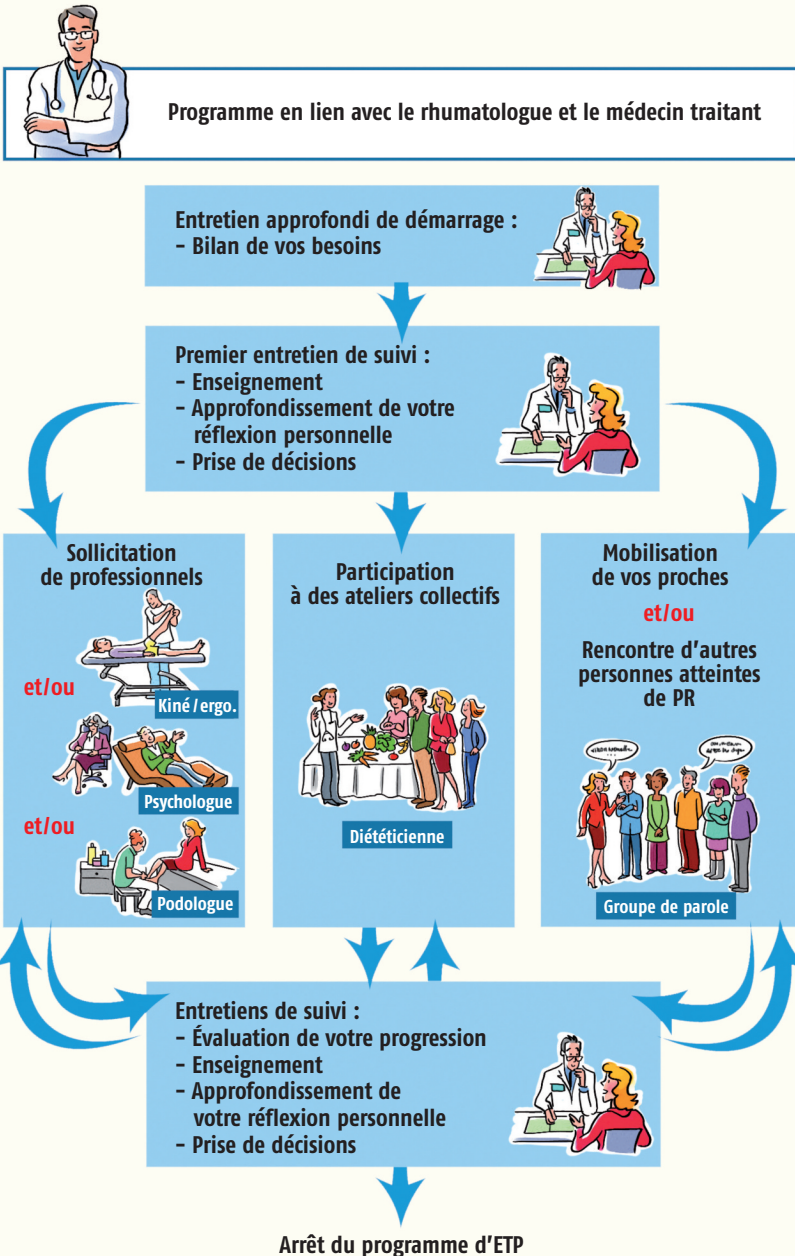 Programme en lien avec le rhumatologue et le médecin traitant
Entretien approfondi de démarrage :
– Bilan de vos besoins
Premier entretien de suivi :
– Enseignement
– Approfondissement de votre
réflexion personnelle
– Prise de décisions
Sollicitation
de professionnels
Kiné / ergo.
et/ou
Psychologue
et/ou
Podologue
Participation
à des ateliers collectifs
Diététicienne
Mobilisation
de vos proches
et/ou
Rencontre d'autres
personnes atteintes
de PR
Groupe de parole
Entretiens de suivi :
– Évaluation de votre progression
– Enseignement
– Approfondissement de
votre réflexion personnelle
– Prise de décisions
Arrêt du programme d'ETP